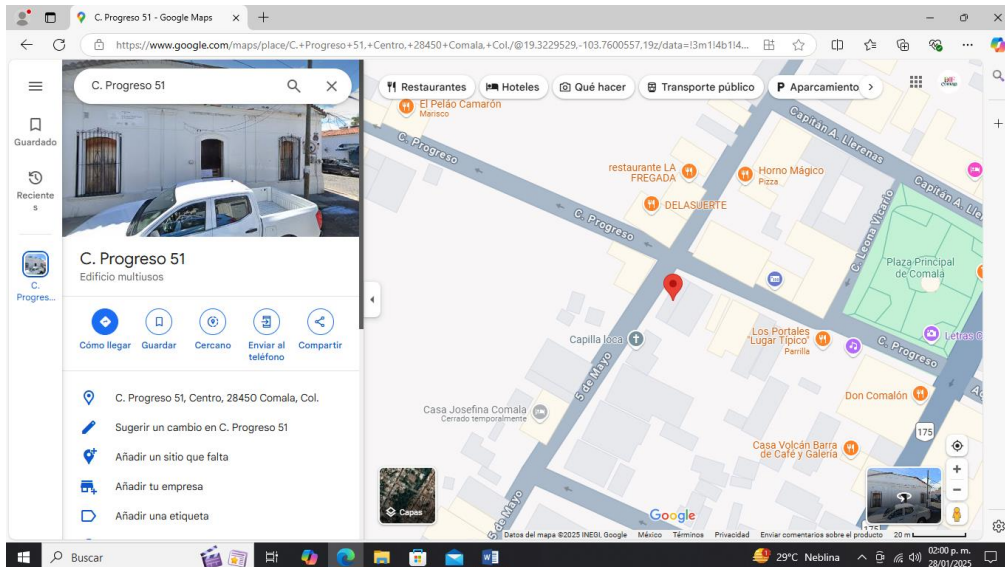 C. Progreso 51 - Google Maps
https://www.google.com/maps/place/C.+Progreso+51,+Centro,+28450+Comala,+Col./@19.3229529,-103.7600557,19z/data=!3m1!4b1!4...
C. Progreso 51
Restaurantes
Hoteles
Qué hacer
Transporte público
P Aparcamiento
Guardado
Reciente
s
C.
Progres...
C. Progreso 51
Edificio multiusos
Cómo llegar
Guardar
Cercano
Enviar al
teléfono
Compartir
C. Progreso 51, Centro, 28450 Comala, Col.
Sugerir un cambio en C. Progreso 51
Añadir un sitio que falta
Añadir tu empresa
Añadir una etiqueta
El Peláo Camarón
Marisco
C. Progreso
restaurante LA
FREGADA
Horno Mágico
Pizza
DELASUERTE
C. Progreso
Capitán A. Llerenas
Capitán A. Lle
C. Leona Vicario
Plaza Principal
de Comala
Capilla loca
5 de Mayo
Los Portales
"Lugar Típico"
Parrilla
Letras C
C. Progreso
Don Comalón
175
Casa Josefina Comala
Cerrado temporalmente
Casa Volcán Barra
de Café y Galería
5 de Mayo
Capas
Google
175
Datos del mapa ©2025 INEGI, Google México Términos Privacidad Enviar comentarios sobre el producto 20 m
Buscar
29°C Neblina
02:00 p. m.
28/01/2025